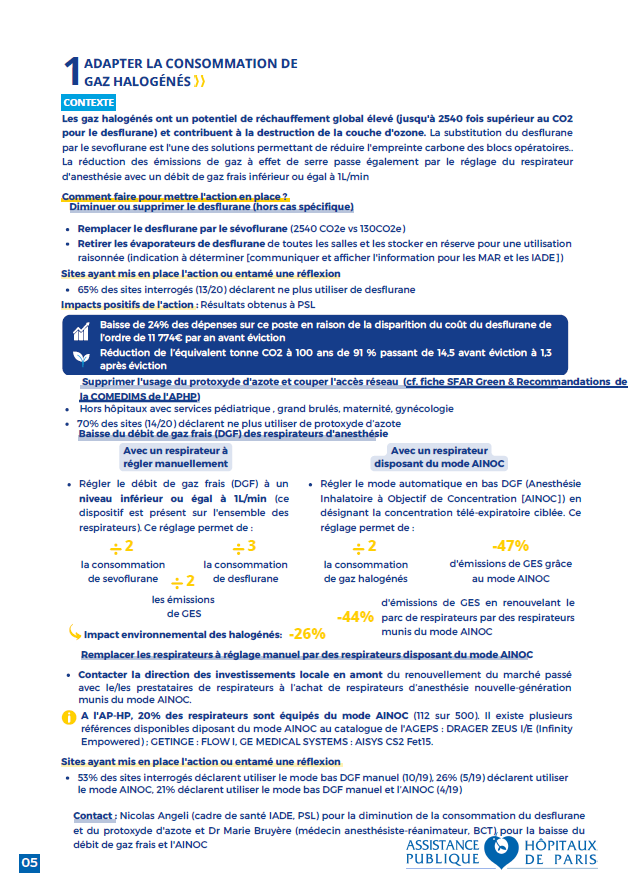 1 ADAPTER LA CONSOMMATION DE
GAZ HALOGÉNÉS
CONTEXTE
Les gaz halogénés ont un potentiel de réchauffement global élevé (jusqu'à 2540 fois supérieur au CO2
pour le desflurane) et contribuent à la destruction de la couche d'ozone. La substitution du desflurane
par le sevoflurane est l'une des solutions permettant de réduire l'empreinte carbone des blocs opératoires..
La réduction des émissions de gaz à effet de serre passe également par le réglage du respirateur
d'anesthésie avec un débit de gaz frais inférieur ou égal à 1L/min
Comment faire pour mettre l'action en place ?
Diminuer ou supprimer le desflurane (hors cas spécifique)
• Remplacer le desflurane par le sévoflurane (2540 CO2e vs 130CO2e)
• Retirer les évaporateurs de desflurane de toutes les salles et les stocker en réserve pour une utilisation
raisonnée (indication à déterminer [communiquer et afficher l'information pour les MAR et les IADE])
Sites ayant mis en place l'action ou entamé une réflexion
• 65% des sites interrogés (13/20) déclarent ne plus utiliser de desflurane
Impacts positifs de l'action : Résultats obtenus à PSL
Baisse de 24% des dépenses sur ce poste en raison de la disparition du coût du desflurane de
l'ordre de 11 774€ par an avant éviction
Réduction de l'équivalent tonne CO2 à 100 ans de 91 % passant de 14,5 avant éviction à 1,3
après éviction
Supprimer l'usage du protoxyde d'azote et couper l'accès réseau (cf. fiche SFAR Green & Recommandations de
la COMEDIMS de l'APHP)
• Hors hôpitaux avec services pédiatrique , grand brulés, maternité, gynécologie
• 70% des sites (14/20) déclarent ne plus utiliser de protoxyde d'azote
Baisse du débit de gaz frais (DGF) des respirateurs d'anesthésie
Avec un respirateur à
régler manuellement
• Régler le débit de gaz frais (DGF) à un
niveau inférieur ou égal à 1L/min (ce
dispositif est présent sur l'ensemble des
respirateurs). Ce réglage permet de :
÷ 2
la consommation
de sevoflurane
÷ 3
la consommation
de desflurane
÷ 2
les émissions
de GES
Impact environnemental des halogénés: -26%
Avec un respirateur
disposant du mode AINOC
• Régler le mode automatique en bas DGF (Anesthésie
Inhalatoire à Objectif de Concentration [AINOC]) en
désignant la concentration télé-expiratoire ciblée. Ce
réglage permet de :
÷ 2
la consommation
de gaz halogénés
-47%
d'émissions de GES grâce
au mode AINOC
-44%
d'émissions de GES en renouvelant le
parc de respirateurs par des respirateurs
munis du mode AINOC
Remplacer les respirateurs à réglage manuel par des respirateurs disposant du mode AINOC
• Contacter la direction des investissements locale en amont du renouvellement du marché passé
avec le/les prestataires de respirateurs à l'achat de respirateurs d'anesthésie nouvelle-génération
munis du mode AINOC.
i A l'AP-HP, 20% des respirateurs sont équipés du mode AINOC (112 sur 500). Il existe plusieurs
références disponibles diposant du mode AINOC au catalogue de l'AGEPS : DRAGER ZEUS I/E (Infinity
Empowered) ; GETINGE : FLOW I, GE MEDICAL SYSTEMS : AISYS CS2 Fet15.
Sites ayant mis en place l'action ou entamé une réflexion
• 53% des sites interrogés déclarent utiliser le mode bas DGF manuel (10/19), 26% (5/19) déclarent utiliser
le mode AINOC, 21% déclarent utiliser le mode bas DGF manuel et l'AINOC (4/19)
Contact : Nicolas Angeli (cadre de santé IADE, PSL) pour la diminution de la consommation du desflurane
et du protoxyde d'azote et Dr Marie Bruyère (médecin anesthésiste-réanimateur, BCT) pour la baisse du
débit de gaz frais et l'AINOC
ASSISTANCE
PUBLIQUE
HÔPITAUX
DE PARIS
05